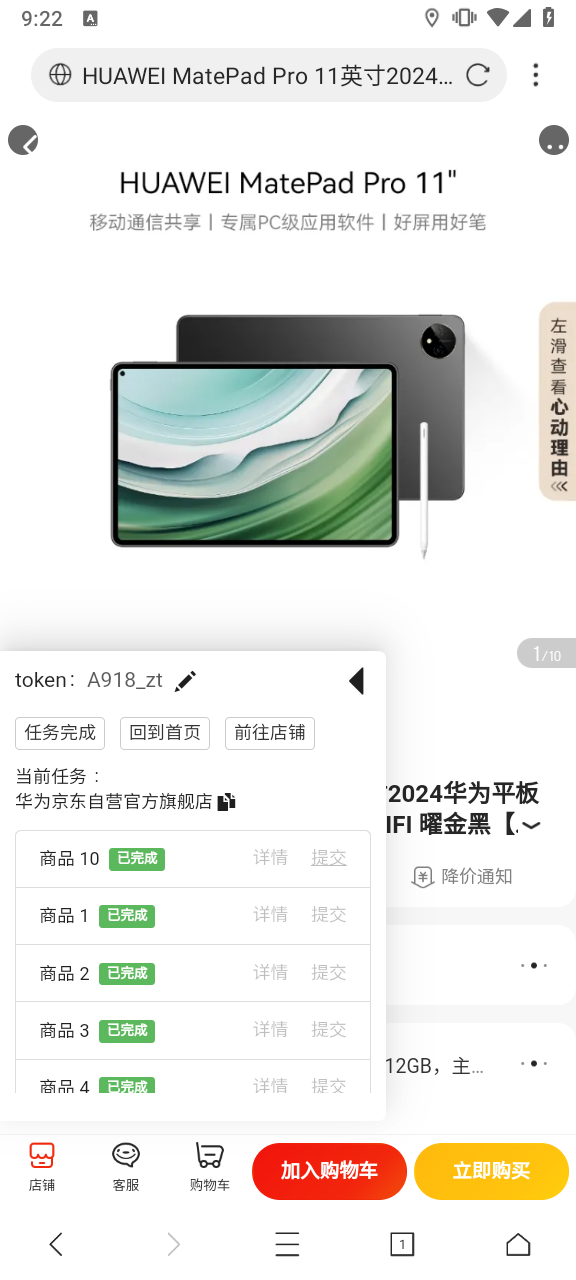 9:22
A
HUAWEI MatePad Pro 11英寸2024...
HUAWEI MatePad Pro 11"
移动通信共享丨专属PC级应用软件丨好屏用好笔
左滑查看心动理由
1/10
token： A918_zt
任务完成 回到首页 前往店铺
当前任务：
华为京东自营官方旗舰店
2024华为平板
IFI 曜金黑【.
降价通知
商品 10 已完成 详情 提交
商品 1 已完成 详情 提交
商品 2 已完成 详情 提交
商品 3 已完成 详情 提交
12GB，主...
商品 4 已完成 详情 提交
店铺 客服 购物车 加入购物车 立即购买
1